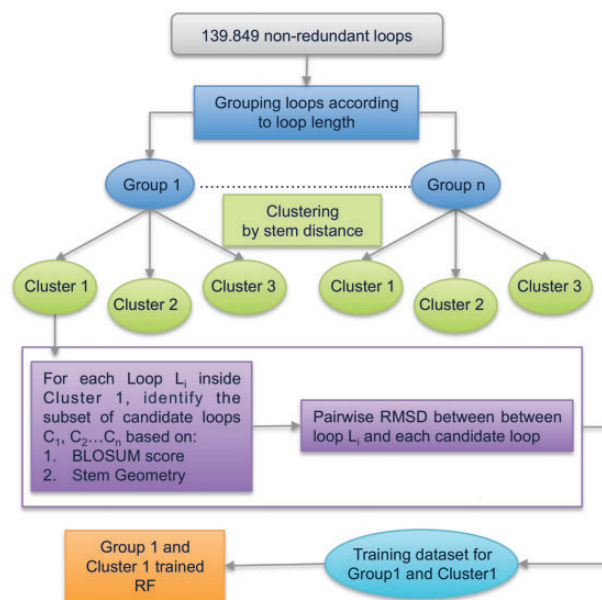 139.849 non-redundant loops
Grouping loops according
to loop length
Group 1
Group n
Clustering
by stem distance
Cluster 1
Cluster 2
Cluster 3
Cluster 1
Cluster 2
Cluster 3
For each Loop Li inside
Cluster 1, identify the
subset of candidate loops
C1, C2...Cn based on:
1. BLOSUM score
2. Stem Geometry
Pairwise RMSD between between
loop Li and each candidate loop
Group 1 and
Cluster 1 trained
RF
Training dataset for
Group1 and Cluster1